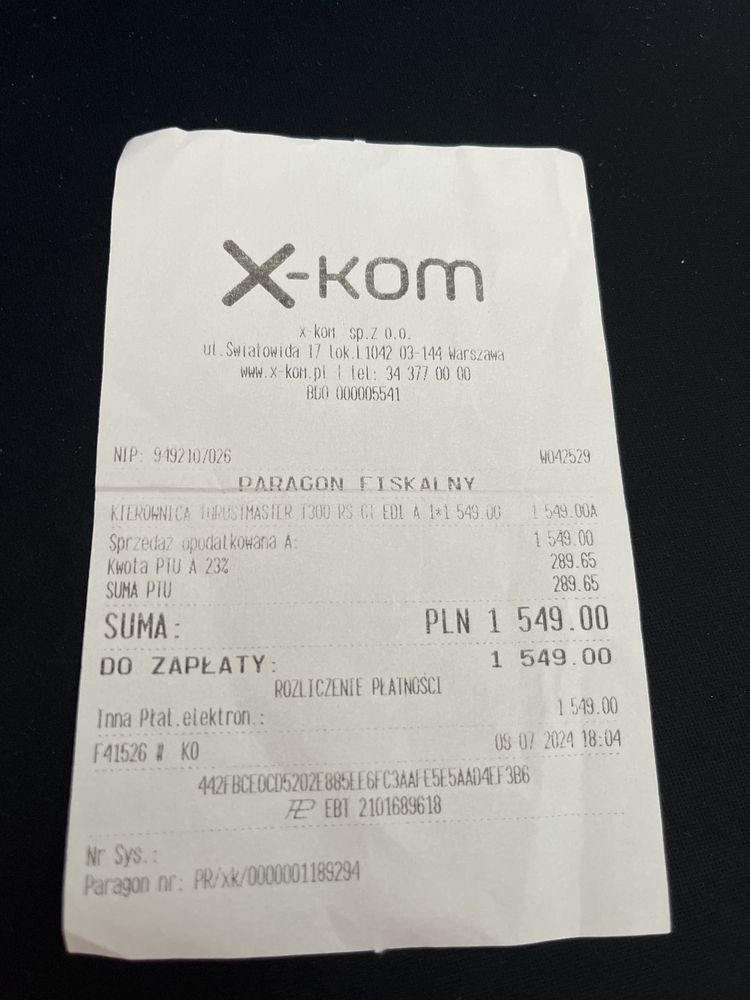 x-kom
x-kom sp.z o.o.
ul.Światowida 17 lok.L1042 03-144 Warszawa
www.x-kom.pl | tel: 34 377 00 00
BDO 000005541
NIP: 949210/026
W042529
PARAGON FISKALNY
KIEROWNICA THRUSTMASTER T300 RS GT EDI A 1*1 549.00 1 549.00A
Sprzedaż opodatkowana A: 1 549.00
Kwota PTU A 23% 289.65
SUMA PTU 289.65
SUMA: PLN 1 549.00
DO ZAPŁATY: 1 549.00
ROZLICZENIE PŁATNOŚCI
Inna Płat.elektron.: 1 549.00
F41526 # KO 09 07 2024 18:04
EBT 2101689618
Nr Sys.:
Paragon nr: PR/xk/0000001189294